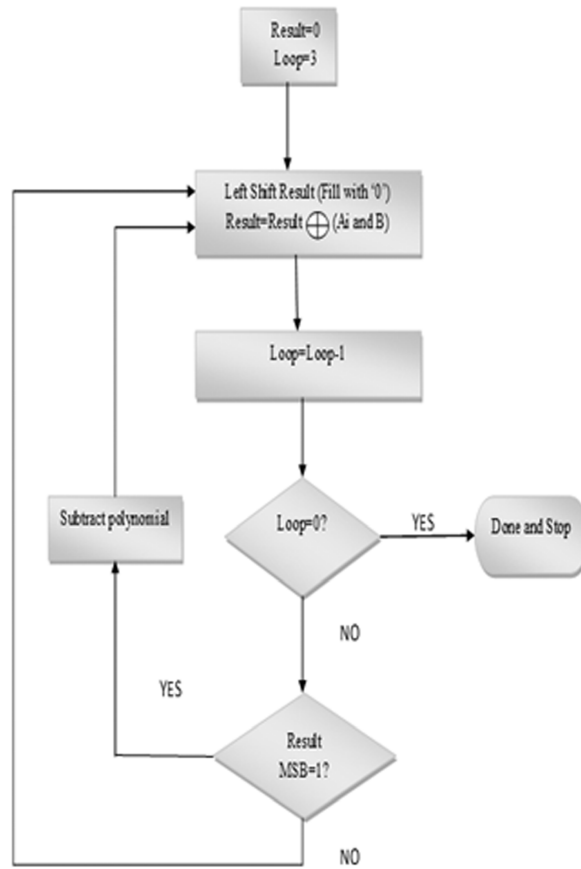 Result=0
Loop=3
Left Shift Result (Fill with '0')
Result=Result ⊕ (Ai and B)
Loop=Loop-1
Loop=0?
YES
Done and Stop
Subtract polynomial
NO
YES
Result
MSB=1?
NO